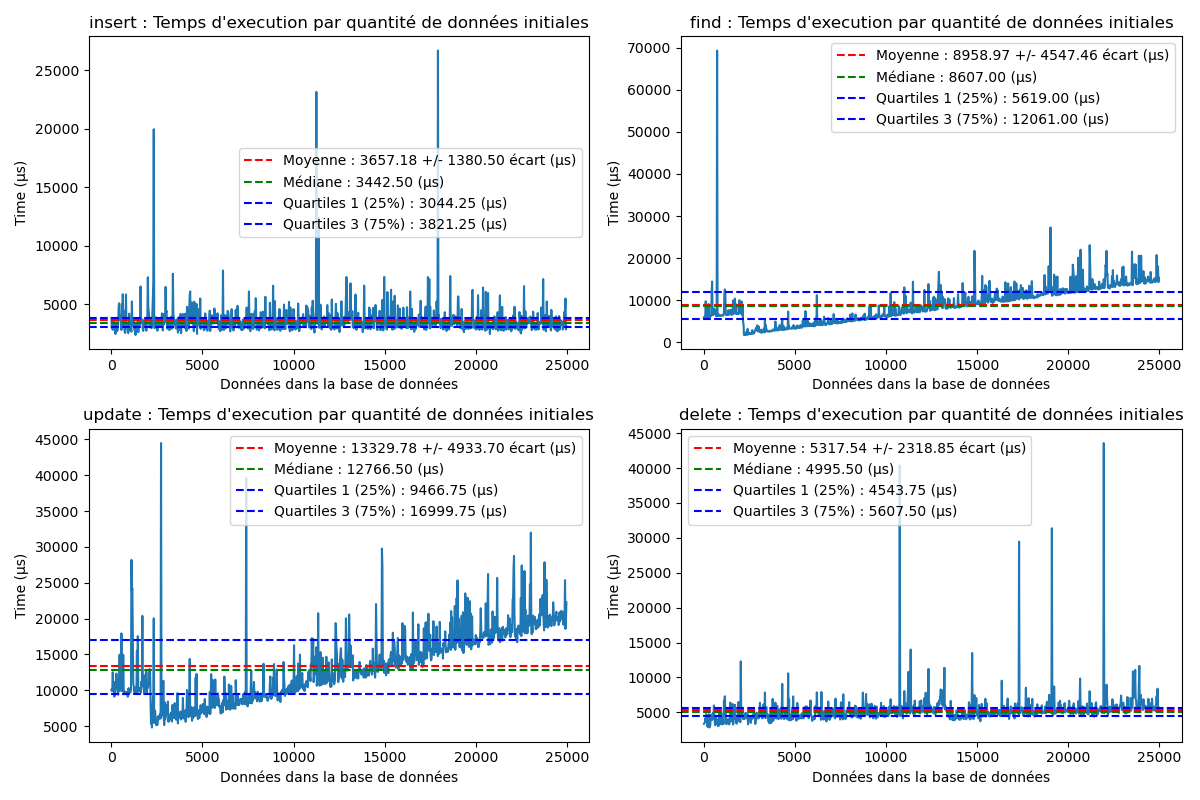 insert : Temps d'execution par quantité de données initiales
25000
20000
15000
10000
5000
Time (μs)
Moyenne : 3657.18 +/- 1380.50 écart (μs)
Médiane : 3442.50 (μs)
Quartiles 1 (25%) : 3044.25 (μs)
Quartiles 3 (75%) : 3821.25 (μs)
0 5000 10000 15000 20000 25000
Données dans la base de données
find : Temps d'execution par quantité de données initiales
70000
60000
50000
40000
30000
20000
10000
0
Time (μs)
Moyenne : 8958.97 +/- 4547.46 écart (μs)
Médiane : 8607.00 (μs)
Quartiles 1 (25%) : 5619.00 (μs)
Quartiles 3 (75%) : 12061.00 (μs)
0 5000 10000 15000 20000 25000
Données dans la base de données
update : Temps d'execution par quantité de données initiales
45000
40000
35000
30000
25000
20000
15000
10000
5000
Time (μs)
Moyenne : 13329.78 +/- 4933.70 écart (μs)
Médiane : 12766.50 (μs)
Quartiles 1 (25%) : 9466.75 (μs)
Quartiles 3 (75%) : 16999.75 (μs)
0 5000 10000 15000 20000 25000
Données dans la base de données
delete : Temps d'execution par quantité de données initiales
45000
40000
35000
30000
25000
20000
15000
10000
5000
Time (μs)
Moyenne : 5317.54 +/- 2318.85 écart (μs)
Médiane : 4995.50 (μs)
Quartiles 1 (25%) : 4543.75 (μs)
Quartiles 3 (75%) : 5607.50 (μs)
0 5000 10000 15000 20000 25000
Données dans la base de données